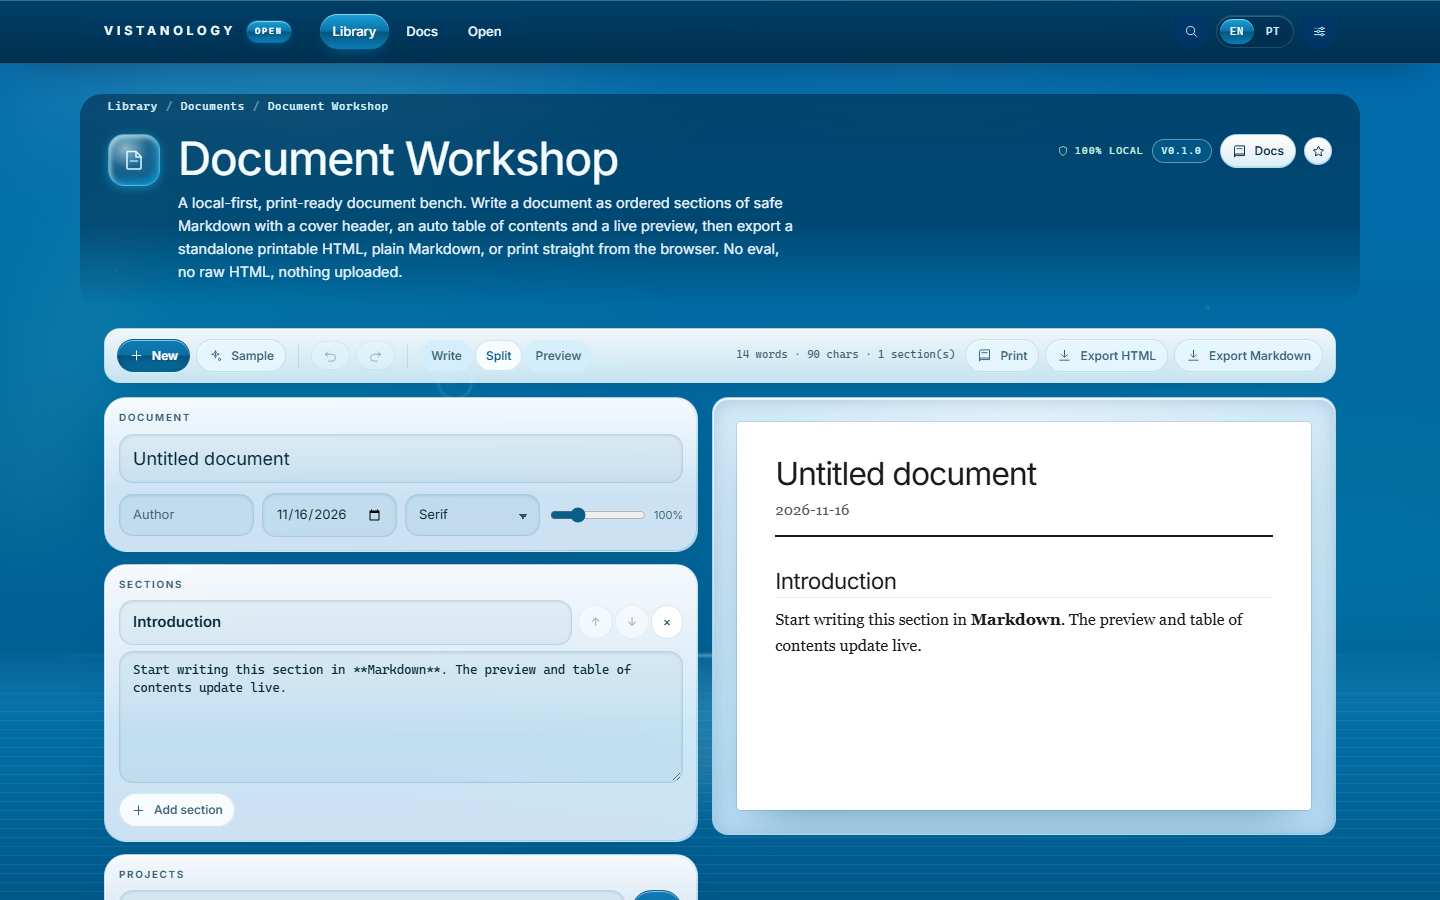 VISTANOLOGY OPEN Library Docs Open EN PT
Library / Documents / Document Workshop
Document Workshop
100% LOCAL V0.1.0 Docs
A local-first, print-ready document bench. Write a document as ordered sections of safe
Markdown with a cover header, an auto table of contents and a live preview, then export a
standalone printable HTML, plain Markdown, or print straight from the browser. No eval,
no raw HTML, nothing uploaded.
New Sample Write Split Preview 14 words · 90 chars · 1 section(s) Print Export HTML Export Markdown
DOCUMENT
Untitled document
Author 11/16/2026 Serif 100%
SECTIONS
Introduction
Start writing this section in **Markdown**. The preview and table of
contents update live.
Add section
PROJECTS
Untitled document
2026-11-16
Introduction
Start writing this section in Markdown. The preview and table of
contents update live.